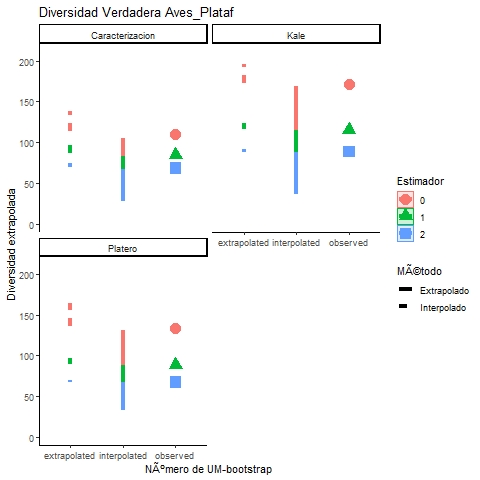 Diversidad Verdadera Aves_Plataf
Caracterizacion
Kale
200
150
100
50
0
extrapolated interpolated observed
Platero
200
150
100
50
0
extrapolated interpolated observed
Diversidad extrapolada
NÃºmero de UM-bootstrap
Estimador
0
1
2
MÃ©todo
Extrapolado
Interpolado